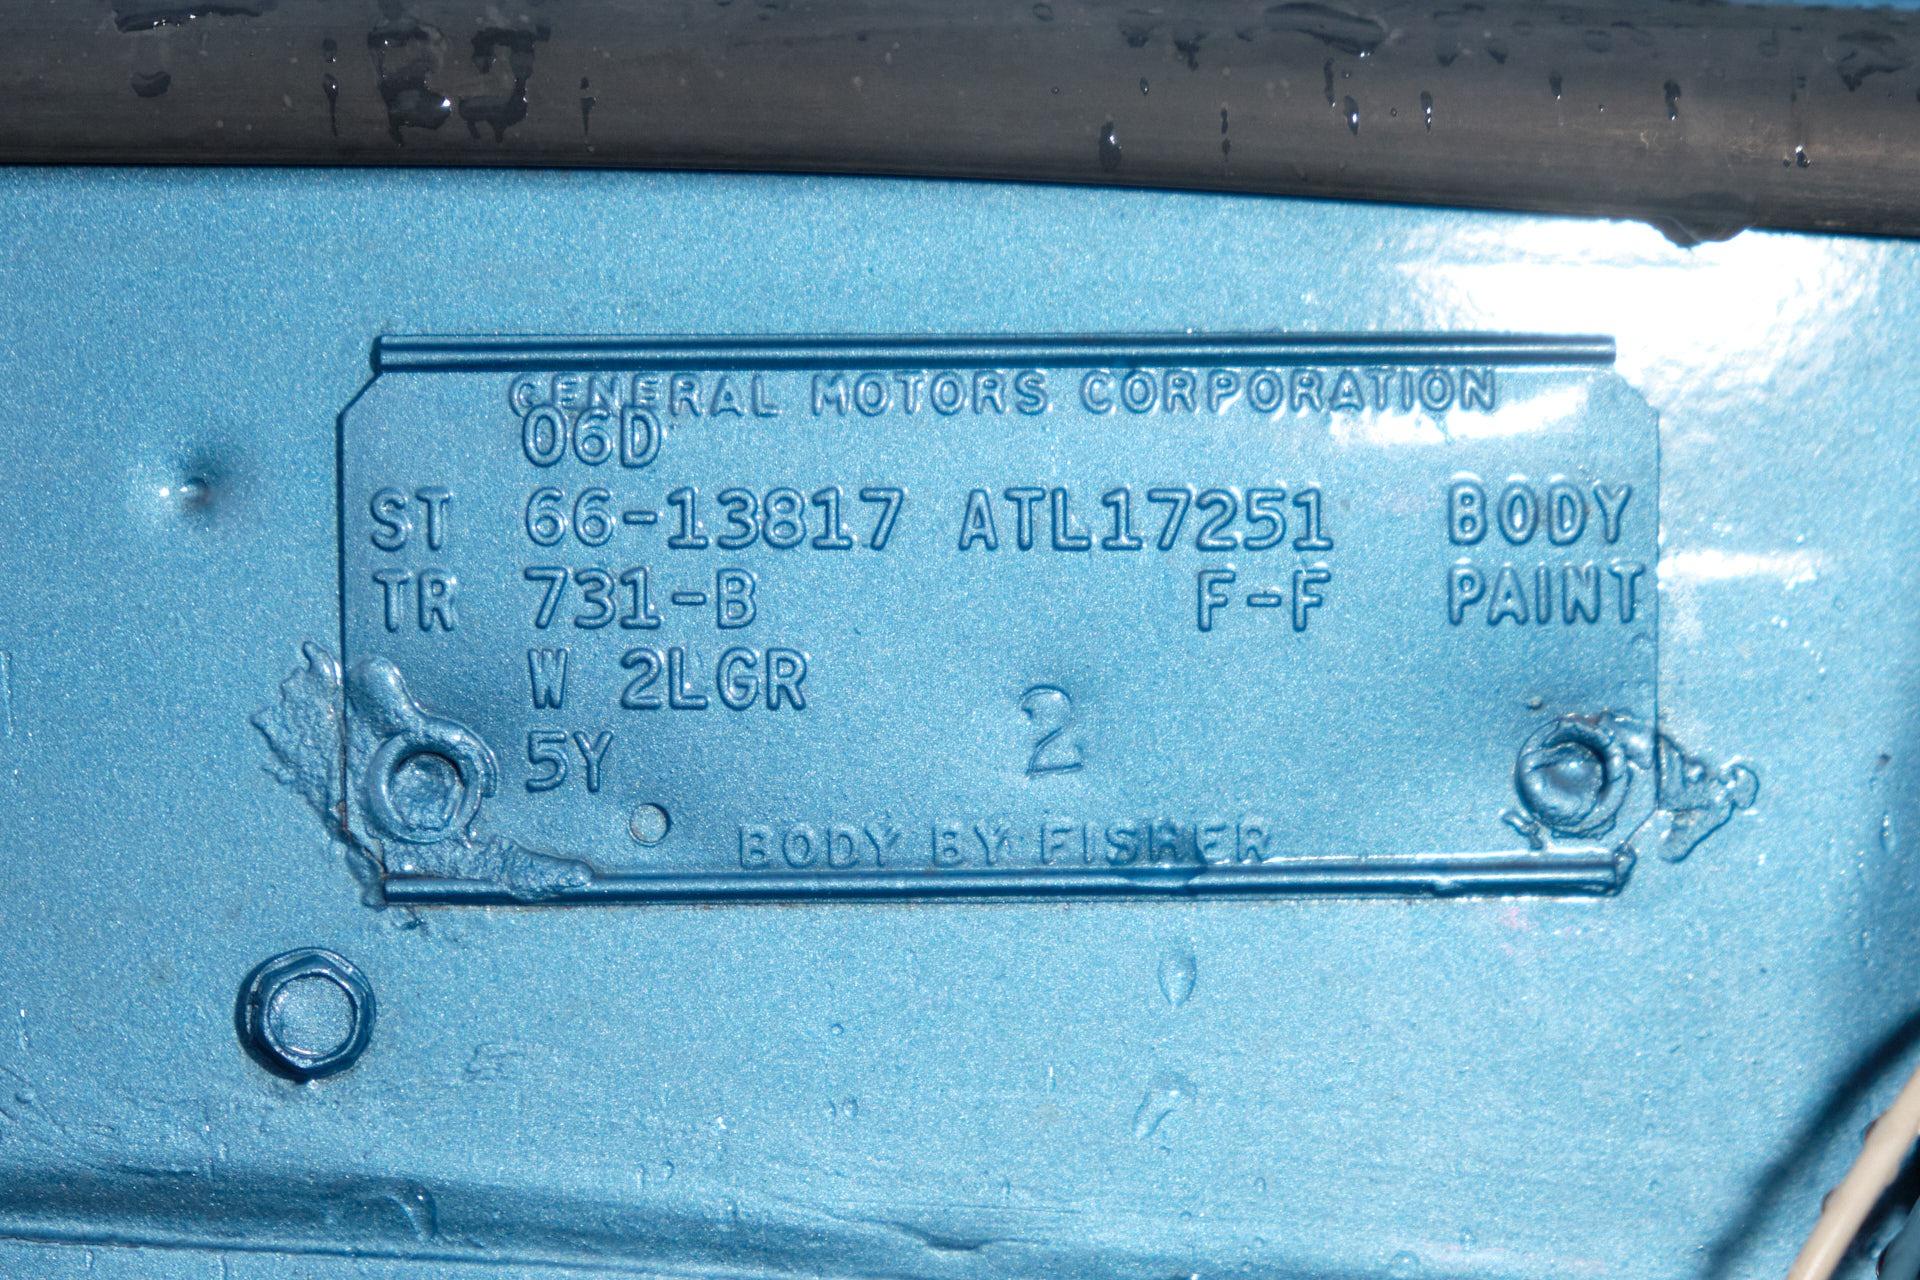 GENERAL MOTORS CORPORATION
06D
ST 66-13817 ATL17251 BODY
TR 731-B F-F PAINT
W 2LGR
5Y 2
BODY BY FISHER